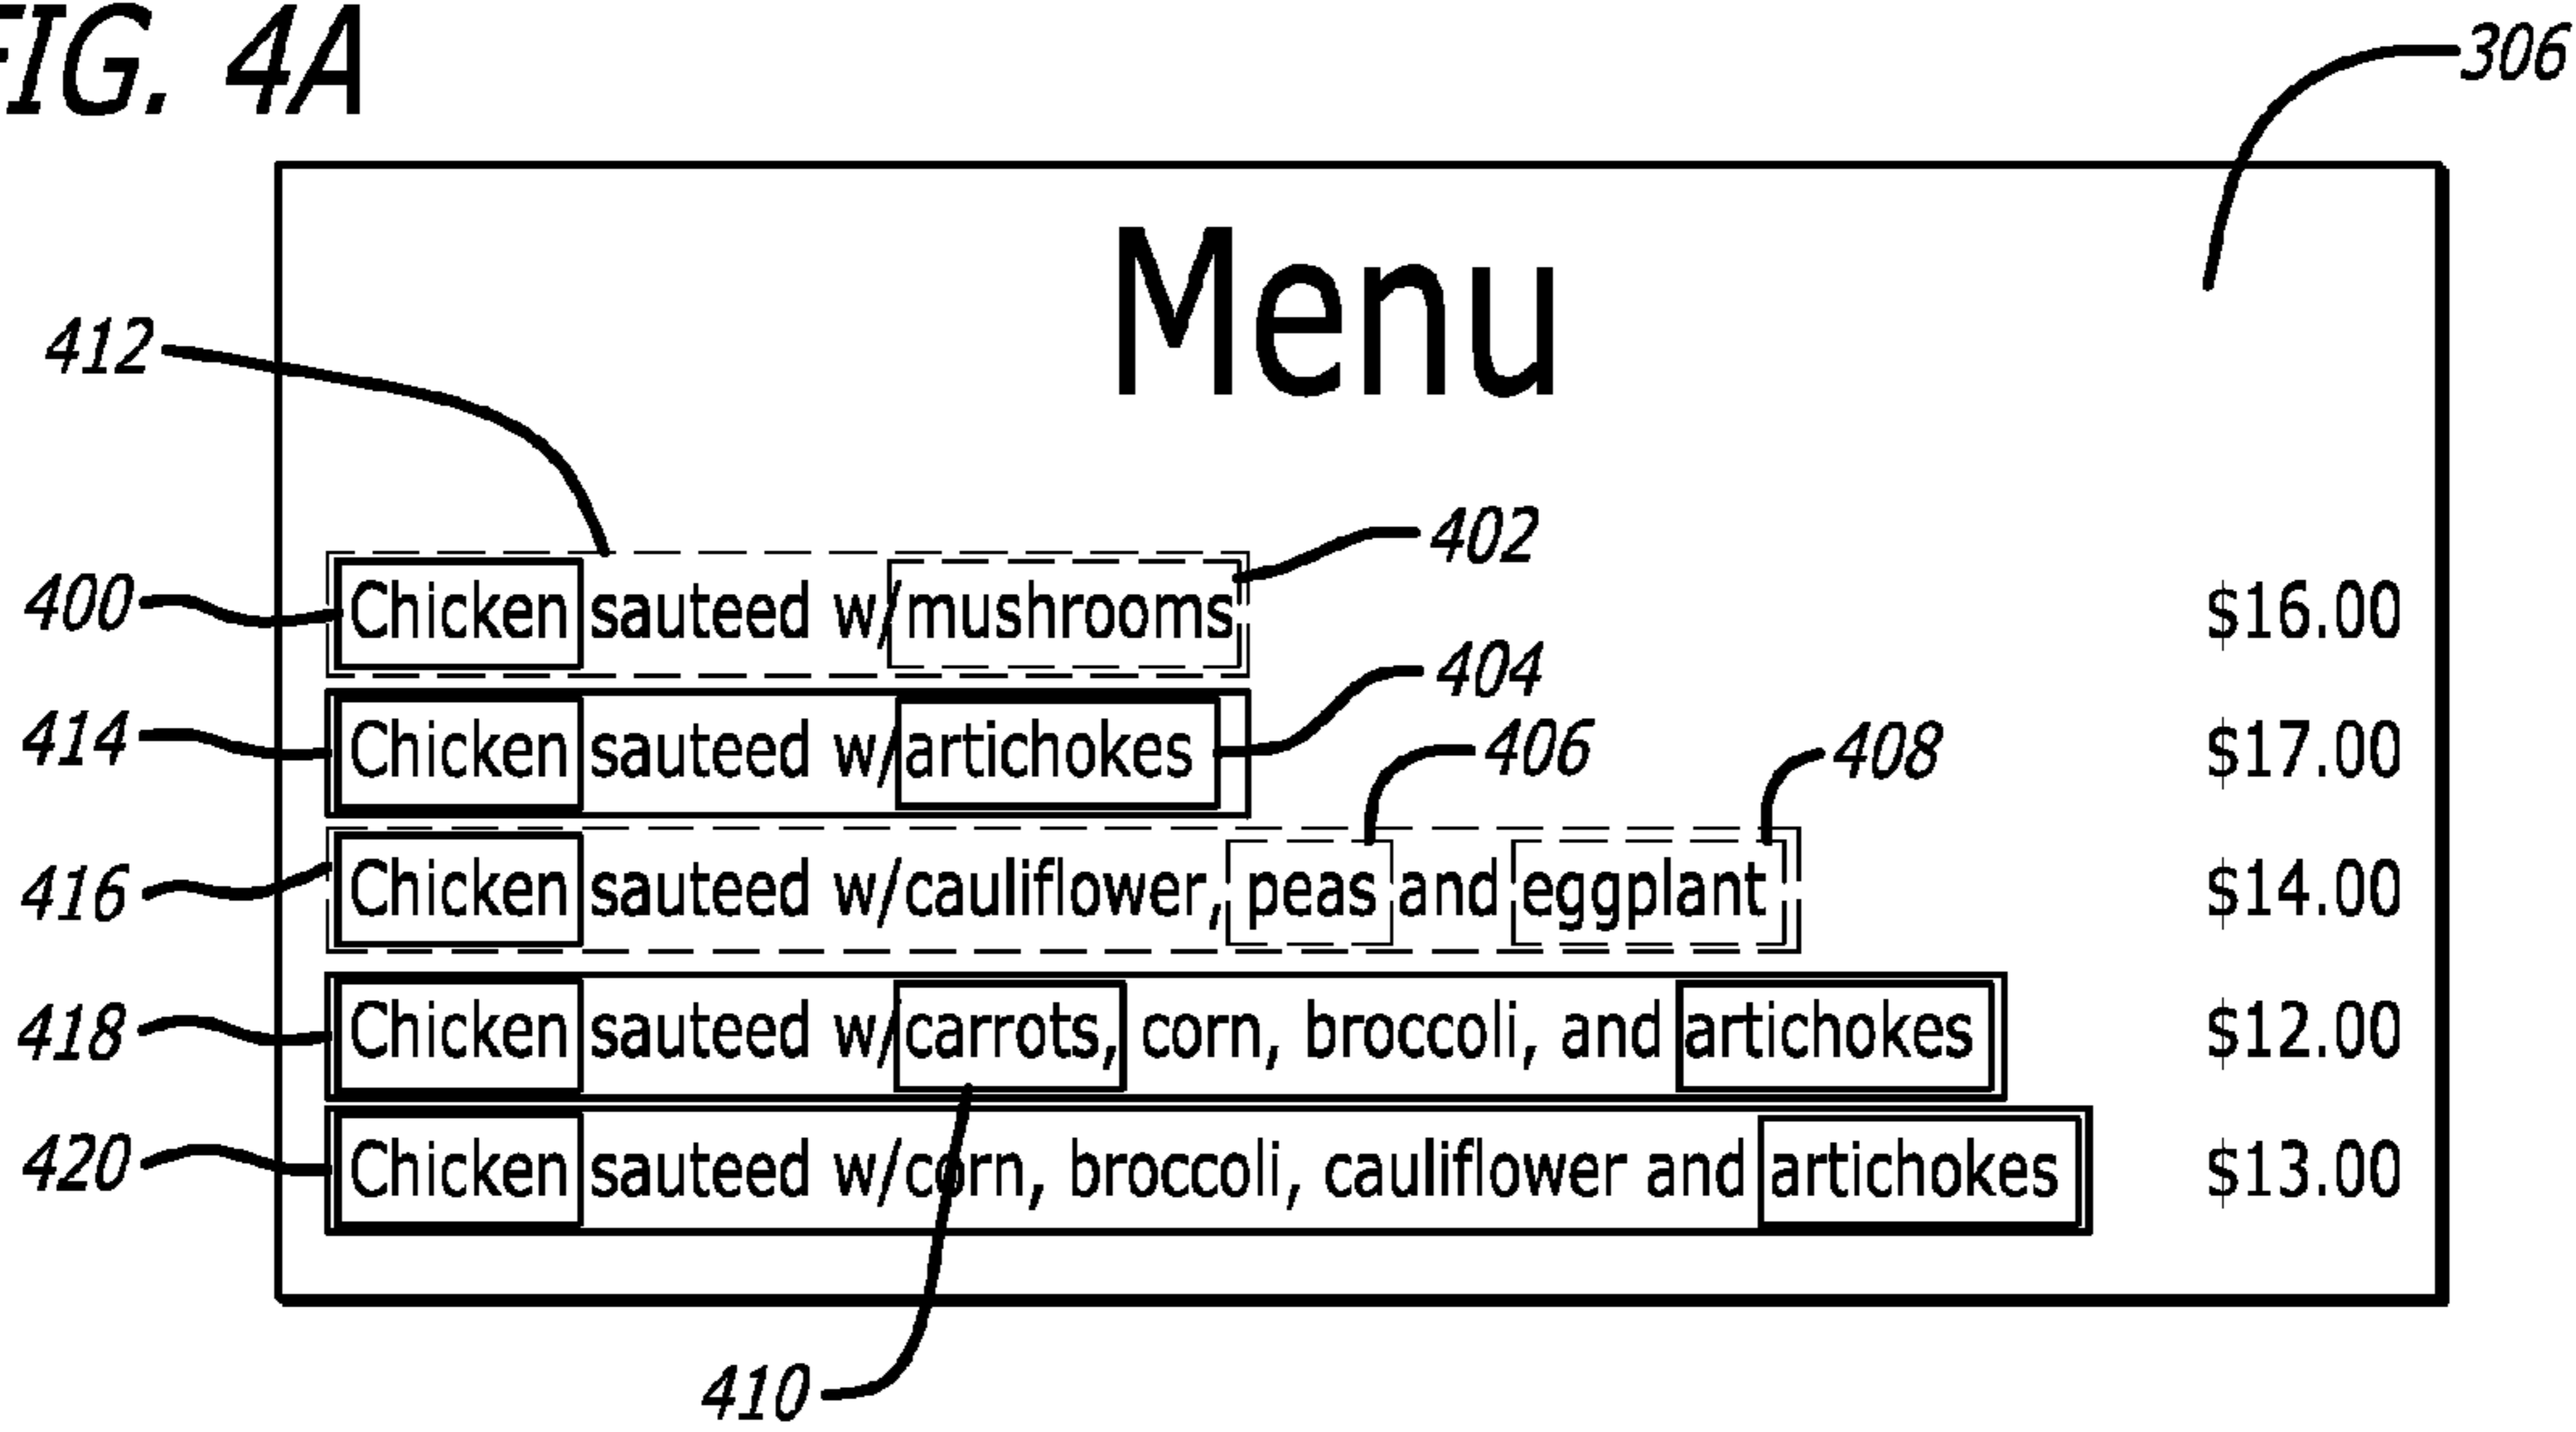 FIG. 4A
306
Menu
412
402
400 Chicken sauteed w/mushrooms $16.00
404
414 Chicken sauteed w/artichokes $17.00
406 408
416 Chicken sauteed w/cauliflower, peas and eggplant $14.00
418 Chicken sauteed w/carrots, corn, broccoli, and artichokes $12.00
420 Chicken sauteed w/corn, broccoli, cauliflower and artichokes $13.00
410